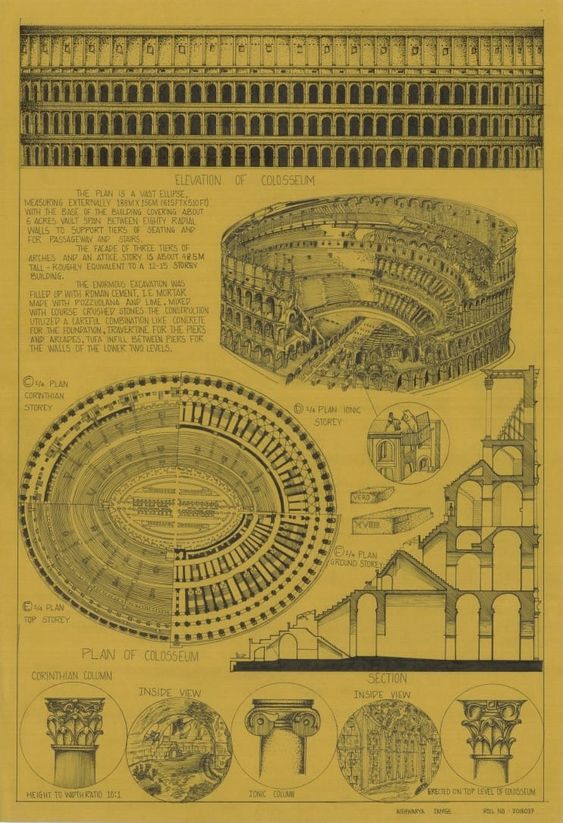 ELEVATION OF COLOSSEUM
THE PLAN IS A VAST ELLIPSE,
MEASURING EXTERNALLY 188M X 156M (615FTX510FT)
WITH THE BASE OF THE BUILDING COVERING ABOUT
6 ACRES VAULT SPAN BETWEEN EIGHTY RADIAL
WALLS TO SUPPORT TIERS OF SEATING AND
FOR PASSAGEWAY AND STAIRS.
THE FACADE OF THREE TIERS OF
ARCHES AND AN ATTICE STORY IS ABOUT 48.5M
TALL - ROUGHLY EQUIVALENT TO A 12-15 STOREY
BUILDING.
THE ENORMOUS EXCAVATION WAS
FILLED UP WITH ROMAN CEMENT, I.E MORTAR
MADE WITH POZZUOLANA AND LIME, MIXED
WITH COURSE CRUSHED STONES THE CONSTRUCTION
UTILIZED A CAREFUL COMBINATION LIKE CONCRETE
FOR THE FOUNDATION, TRAVERTINE FOR THE PIERS
AND ARCADES, TUFA INFILL BETWEEN PIERS FOR
THE WALLS OF THE LOWER TWO LEVELS.
1/4 PLAN
CORINTHIAN
STOREY
1/4 PLAN IONIC
STOREY
VERO
XVIIII
1/4 PLAN
GROUND STOREY
1/4 PLAN
TOP STOREY
PLAN OF COLOSSEUM
SECTION
CORINTHIAN COLUMN
INSIDE VIEW
INSIDE VIEW
HEIGHT TO WIDTH RATIO 10:1
IONIC COLUMN
ERECTED ON TOP LEVEL OF COLOSSEUM
AISHWARYA
ROLL NO